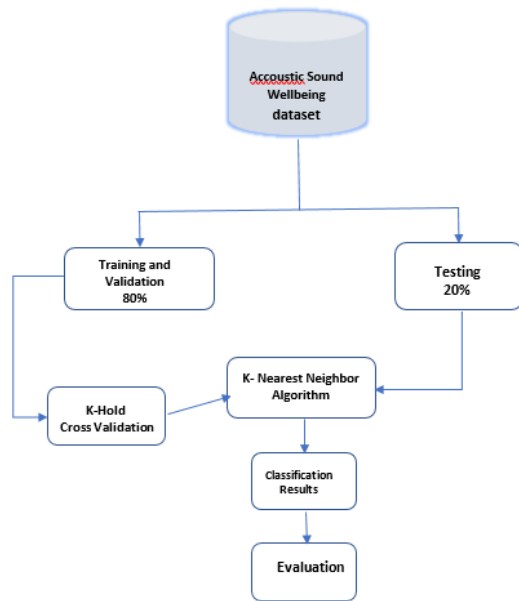 Accoustic Sound
Wellbeing
dataset
Training and
Validation
80%
Testing
20%
K- Nearest Neighbor
Algorithm
K-Hold
Cross Validation
Classification
Results
Evaluation